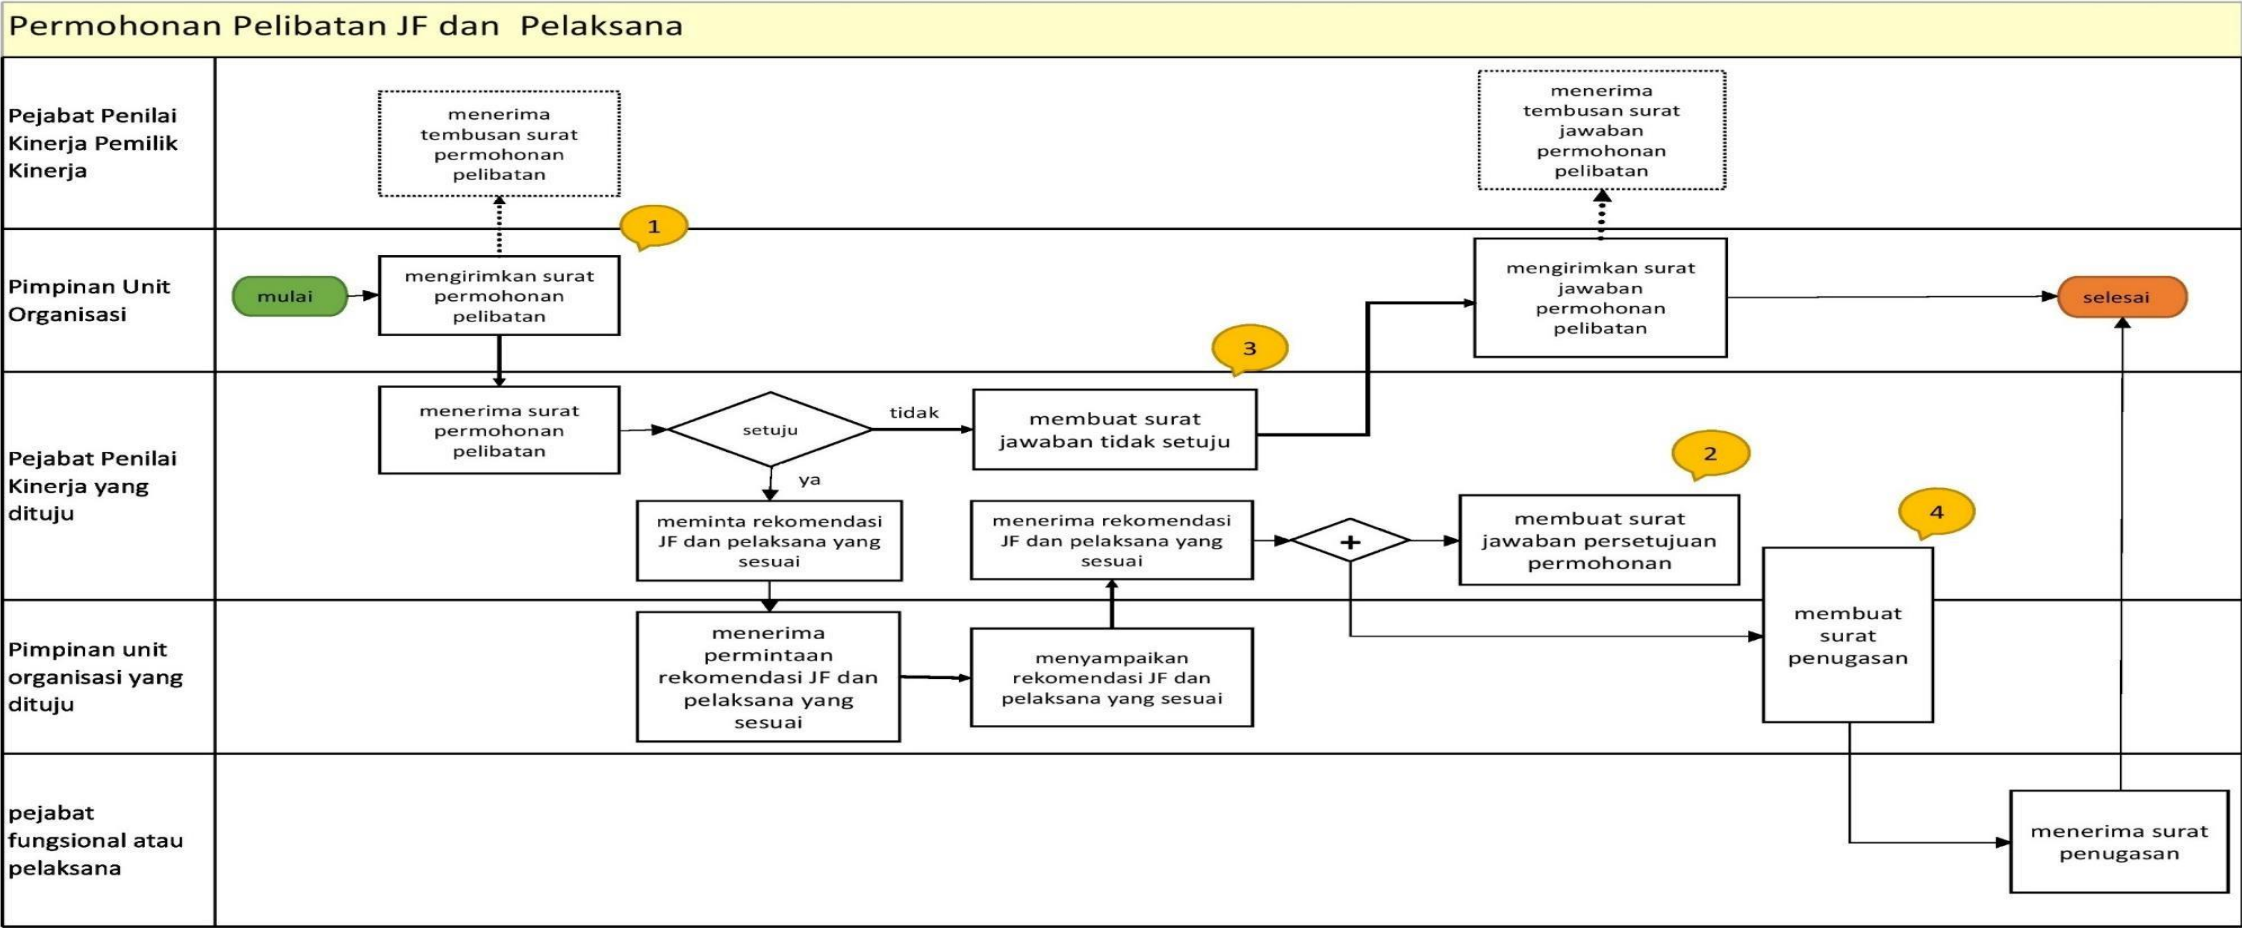 Permohonan Pelibatan JF dan Pelaksana
Pejabat Penilai
Kinerja Pemilik
Kinerja
menerima
tembusan surat
permohonan
pelibatan
menerima
tembusan surat
jawaban
permohonan
pelibatan
1
Pimpinan Unit
Organisasi
mulai
mengirimkan surat
permohonan
pelibatan
mengirimkan surat
jawaban
permohonan
pelibatan
selesai
3
Pejabat Penilai
Kinerja yang
dituju
menerima surat
permohonan
pelibatan
setuju
tidak
membuat surat
jawaban tidak setuju
ya
meminta rekomendasi
JF dan pelaksana yang
sesuai
menerima rekomendasi
JF dan pelaksana yang
sesuai
+
2
membuat surat
jawaban persetujuan
permohonan
4
Pimpinan unit
organisasi yang
dituju
menerima
permintaan
rekomendasi JF dan
pelaksana yang
sesuai
menyampaikan
rekomendasi JF dan
pelaksana yang sesuai
membuat
surat
penugasan
pejabat
fungsional atau
pelaksana
menerima surat
penugasan